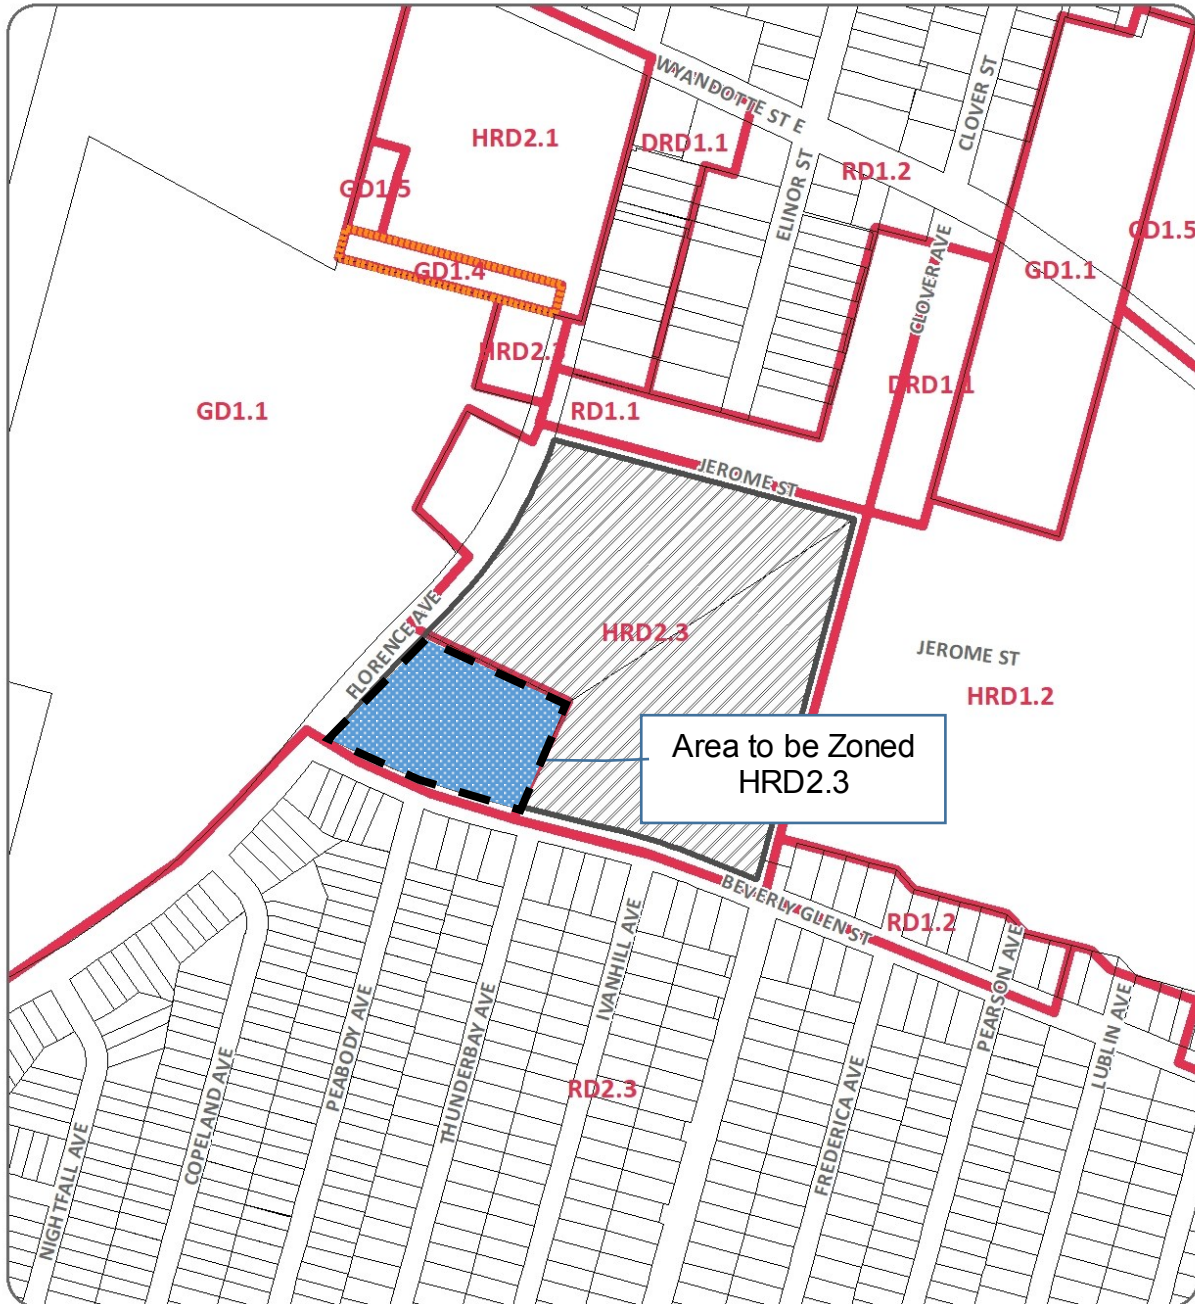 WYANDOTTE ST E
CLOVER ST
HRD2.1
DRD1.1
RD1.2
GD1.5
ELINOR ST
CLOVER AVE
GD1.4
GD1.1
HRD2.
GD1.1
RD1.1
DRD1.1
JEROME ST
FLORENCE AVE
HRD2.3
JEROME ST
HRD1.2
Area to be Zoned
HRD2.3
BEVERLY GLEN ST
RD1.2
IVANHILL AVE
PEARSON AVE
PEABODY AVE
THUNDERBAY AVE
LUBLIN AVE
COPELAND AVE
RD2.3
FREDERICA AVE
NIGHTFALL AVE